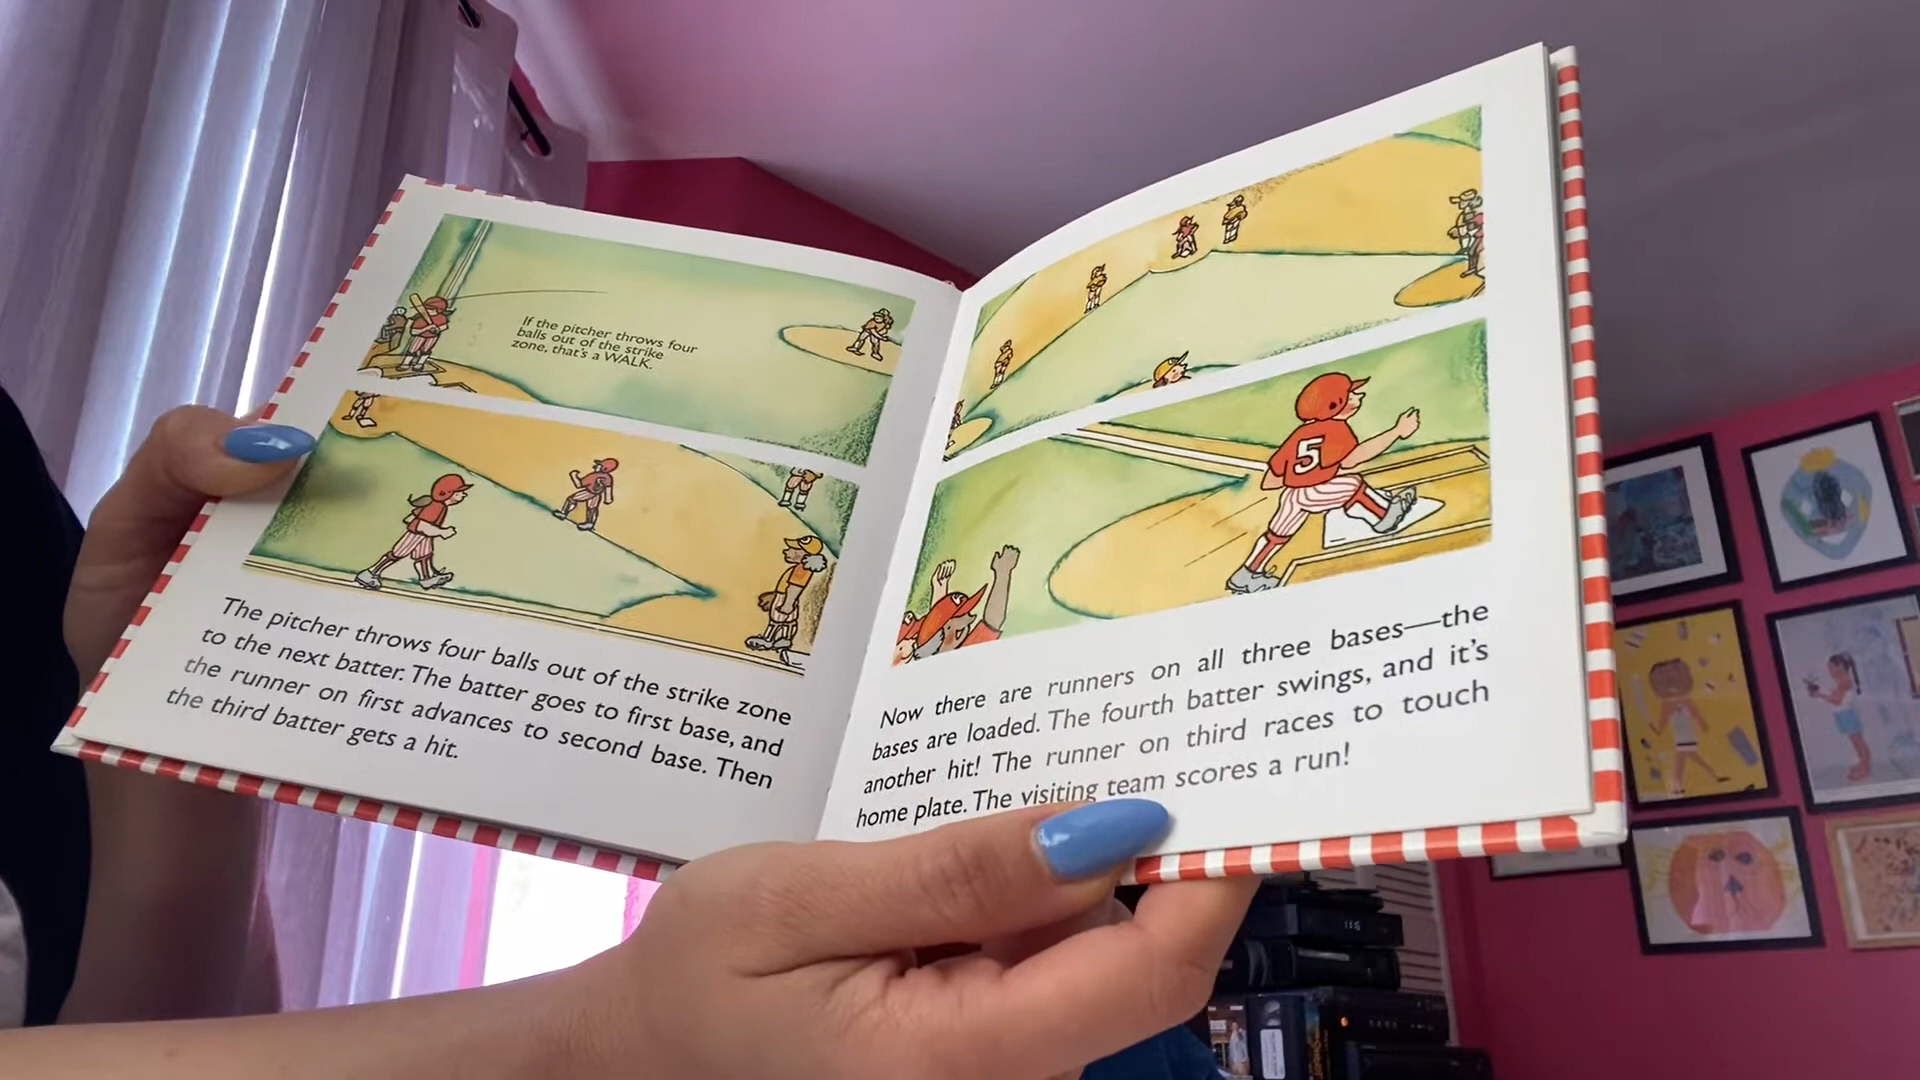 If the pitcher throws four
balls out of the strike
zone, that's a WALK.
The pitcher throws four balls out of the strike zone
to the next batter. The batter goes to first base, and
the runner on first advances to second base. Then
the third batter gets a hit.
5
Now there are runners on all three bases—the
bases are loaded. The fourth batter swings, and it's
another hit! The runner on third races to touch
home plate. The visiting team scores a run!